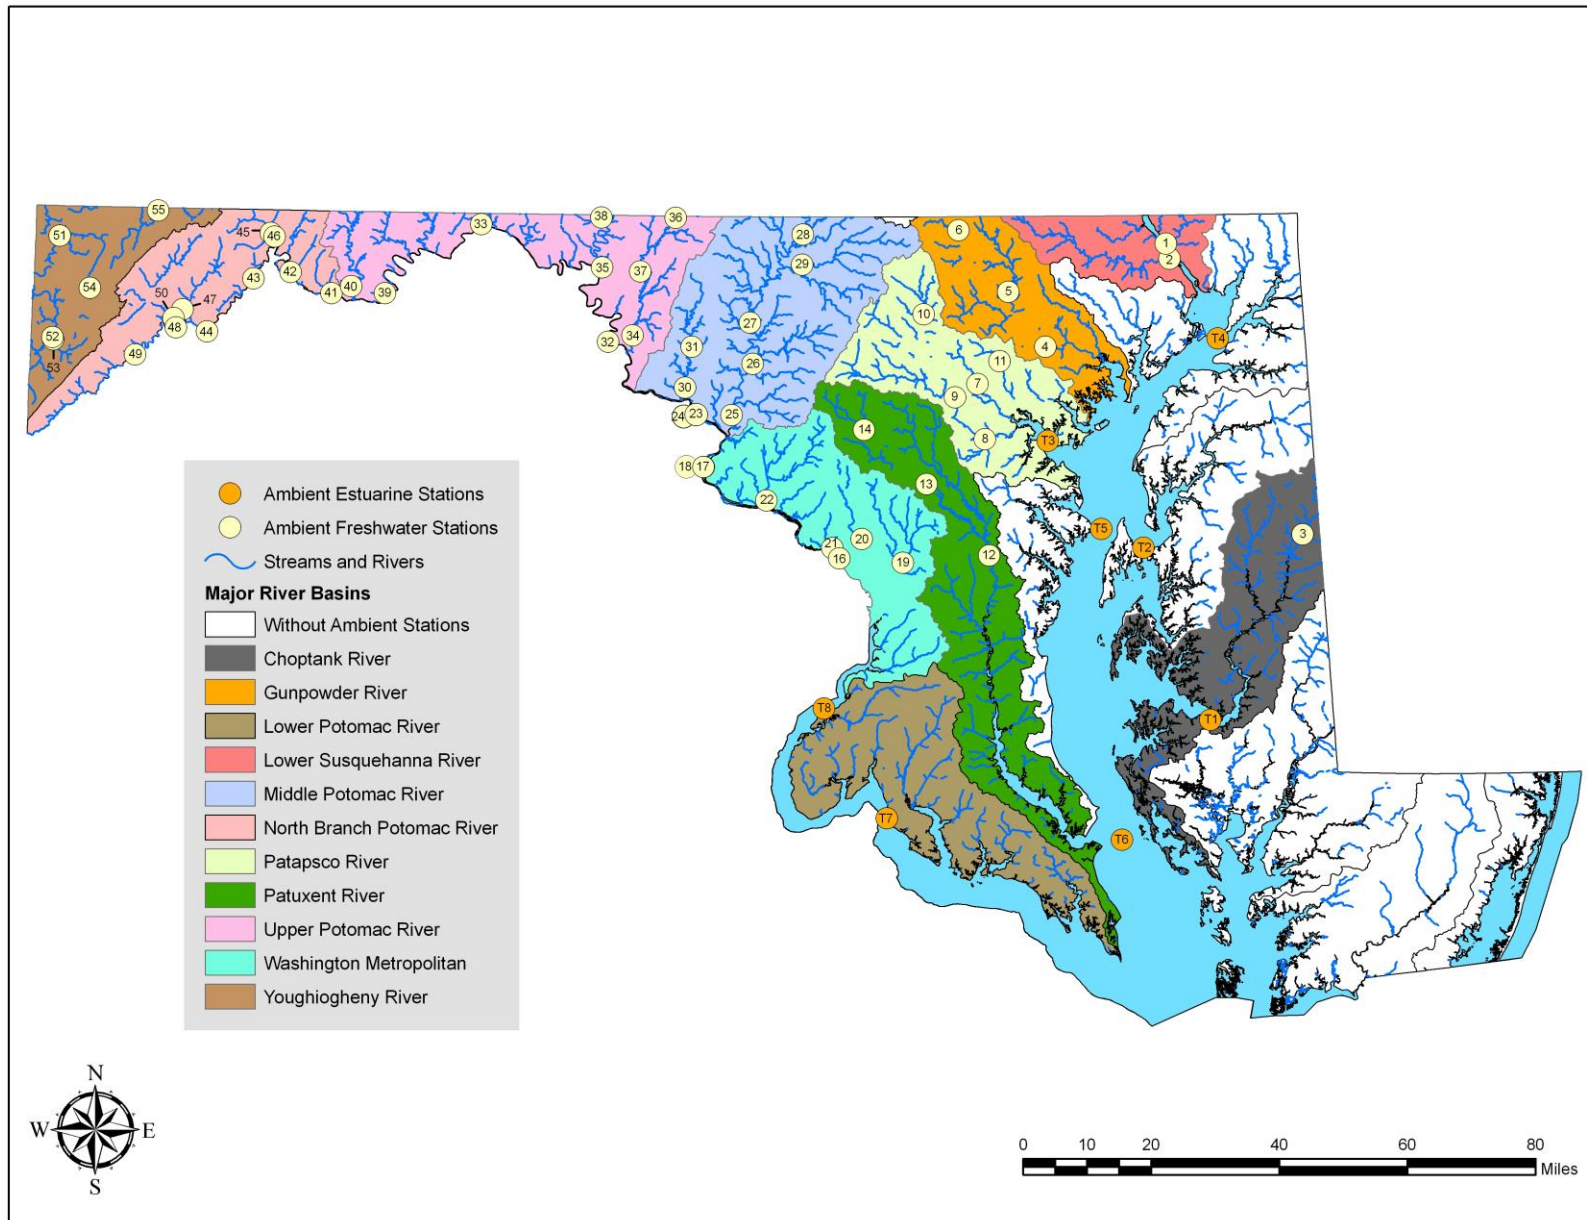 55
38
36
33
28
6
51
45
46
1
2
29
43
42
35
37
54
41
40
39
5
50
47
10
48
44
27
52
32
34
4
T4
49
31
11
53
26
7
30
9
24
23
25
14
8
T3
18
17
13
22
T5
3
21
20
T2
16
19
12
T8
T1
T7
T6
Ambient Estuarine Stations
Ambient Freshwater Stations
Streams and Rivers
Major River Basins
Without Ambient Stations
Choptank River
Gunpowder River
Lower Potomac River
Lower Susquehanna River
Middle Potomac River
North Branch Potomac River
Patapsco River
Patuxent River
Upper Potomac River
Washington Metropolitan
Youghiogheny River
N
W E
S
0 10 20 40 60 80
Miles